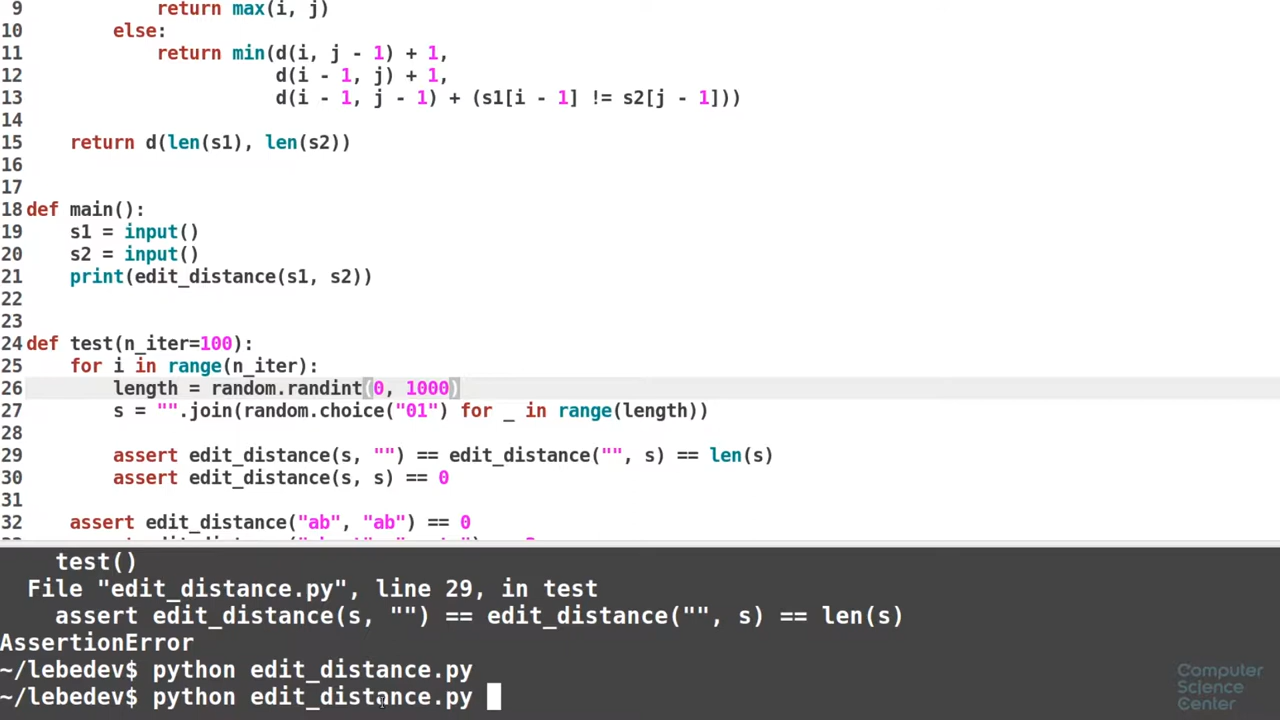 9            return max(i, j)
10        else:
11            return min(d(i, j - 1) + 1,
12                       d(i - 1, j) + 1,
13                       d(i - 1, j - 1) + (s1[i - 1] != s2[j - 1]))
14
15    return d(len(s1), len(s2))
16
17
18 def main():
19    s1 = input()
20    s2 = input()
21    print(edit_distance(s1, s2))
22
23
24 def test(n_iter=100):
25    for i in range(n_iter):
26        length = random.randint(0, 1000)
27        s = "".join(random.choice("01") for _ in range(length))
28
29        assert edit_distance(s, "") == edit_distance("", s) == len(s)
30        assert edit_distance(s, s) == 0
31
32    assert edit_distance("ab", "ab") == 0
    test()
  File "edit_distance.py", line 29, in test
    assert edit_distance(s, "") == edit_distance("", s) == len(s)
AssertionError
~/lebedev$ python edit_distance.py
~/lebedev$ python edit_distance.py
Computer
Science
Center